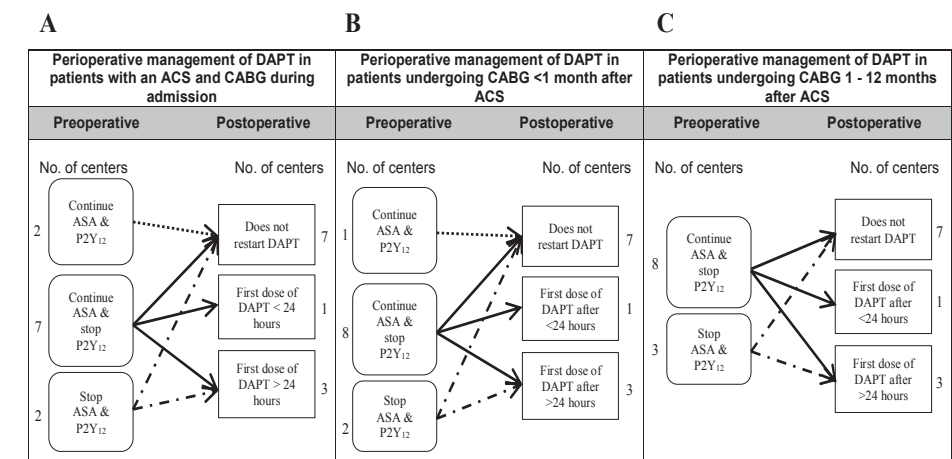 A
Perioperative management of DAPT in
patients with an ACS and CABG during
admission
Preoperative Postoperative
No. of centers No. of centers
2
Continue
ASA &
P2Y12
7
Continue
ASA &
stop
P2Y12
2
Stop
ASA &
P2Y12
Does not
restart DAPT
7
First dose of
DAPT < 24
hours
1
First dose of
DAPT > 24
hours
3
B
Perioperative management of DAPT in
patients undergoing CABG <1 month after
ACS
Preoperative Postoperative
No. of centers No. of centers
1
Continue
ASA &
P2Y12
8
Continue
ASA &
stop
P2Y12
2
Stop
ASA &
P2Y12
Does not
restart DAPT
7
First dose of
DAPT after
<24 hours
1
First dose of
DAPT after
>24 hours
3
C
Perioperative management of DAPT in
patients undergoing CABG 1 - 12 months
after ACS
Preoperative Postoperative
No. of centers No. of centers
8
Continue
ASA &
stop
P2Y12
3
Stop
ASA &
P2Y12
Does not
restart DAPT
7
First dose of
DAPT after
<24 hours
1
First dose of
DAPT after
>24 hours
3